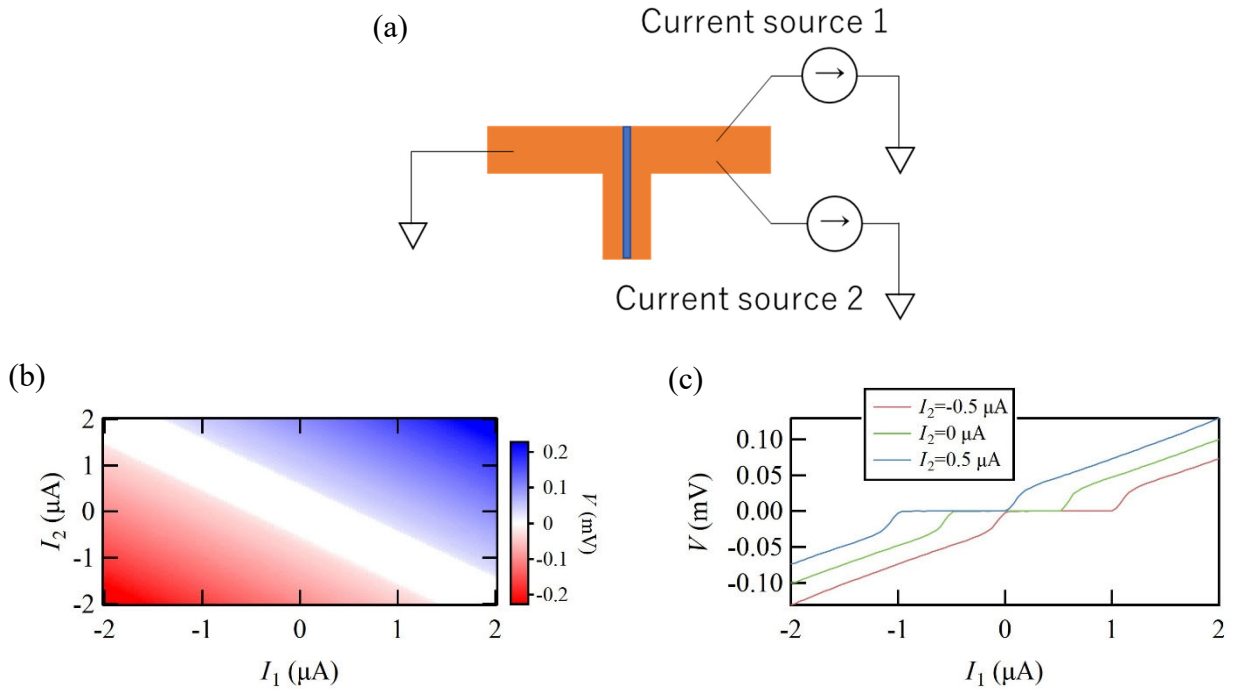 (a)
Current source 1
Current source 2
(b)
2
1
0
-1
-2
I₂ (μA)
-2
-1
0
1
2
I₁ (μA)
0.2
0.1
0
-0.1
-0.2
V (mV)
(c)
I₂=-0.5 μA
I₂=0 μA
I₂=0.5 μA
0.10
0.05
0.00
-0.05
-0.10
V (mV)
-2
-1
0
1
2
I₁ (μA)